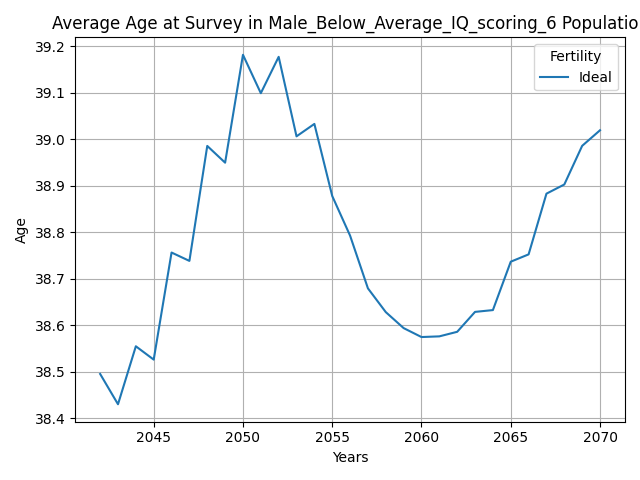 Average Age at Survey in Male_Below_Average_IQ_scoring_6 Populatio
39.2
39.1
39.0
38.9
38.8
38.7
38.6
38.5
38.4
Age
Fertility
Ideal
2045 2050 2055 2060 2065 2070
Years